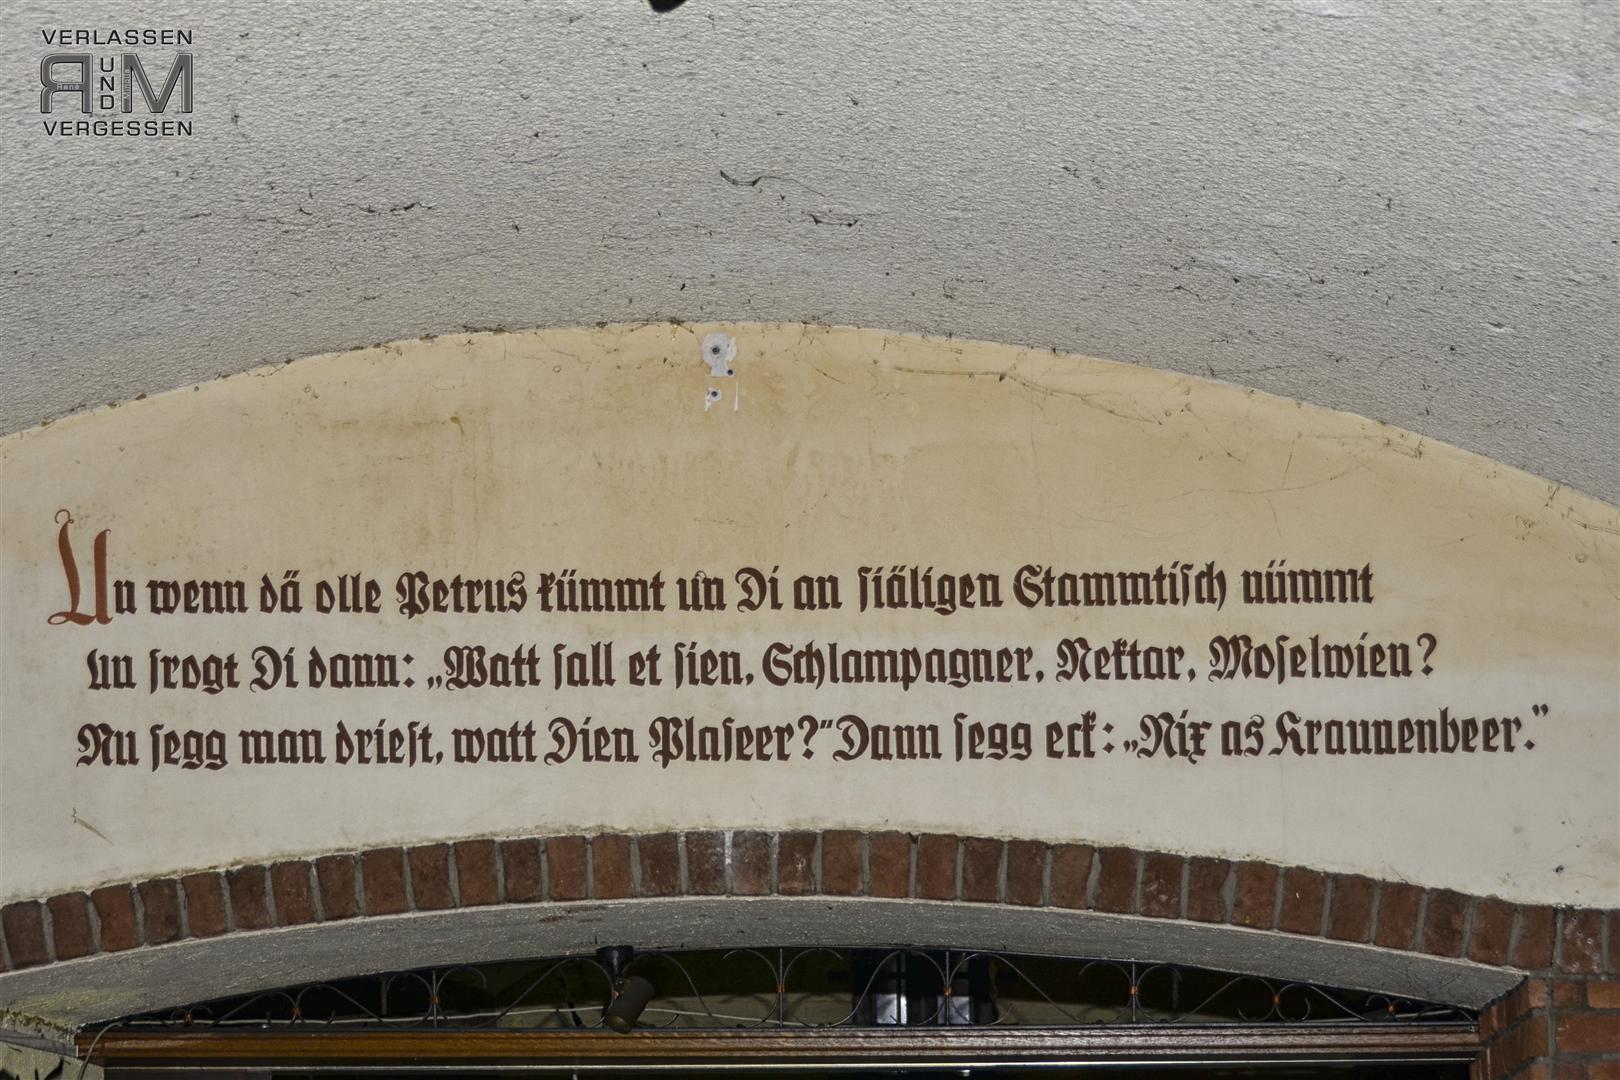 VERLASSEN
R UND M
René
VERGESSEN
Un wenn dä olle Petrus kümmt un Di an ſiäligen Stammtiſch nümmt
un frogt Di dann: „Watt ſall et ſien, Schlampagner, Nektar, Moſelwien?
Nu ſegg man drieſt, watt Dien Plaſeer?" Dann ſegg eck: „Nix as Kraunenbeer."